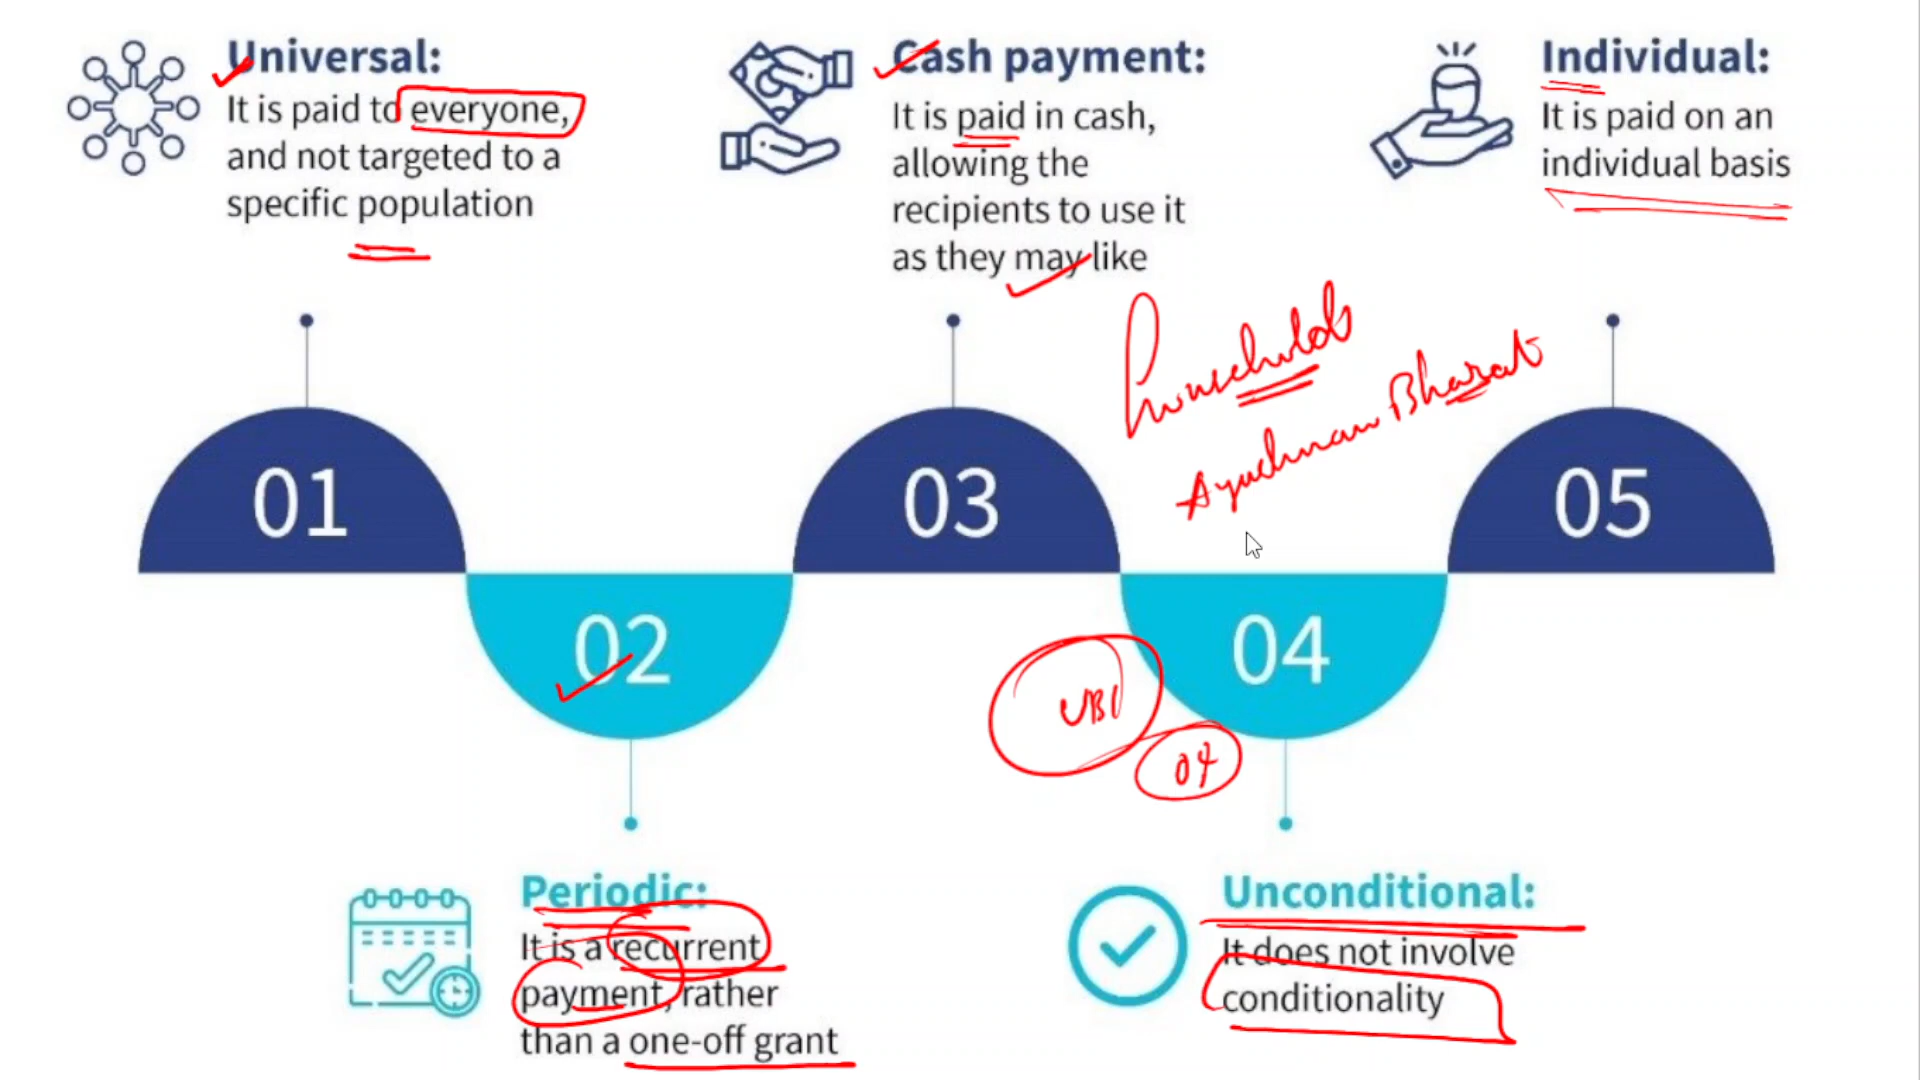 Universal:
It is paid to everyone,
and not targeted to a
specific population
Cash payment:
It is paid in cash,
allowing the
recipients to use it
as they may like
Individual:
It is paid on an
individual basis
households
Ayushman Bharat
01
02
03
04
05
UBI
04
Periodic:
It is a recurrent
payment, rather
than a one-off grant
Unconditional:
It does not involve
conditionality